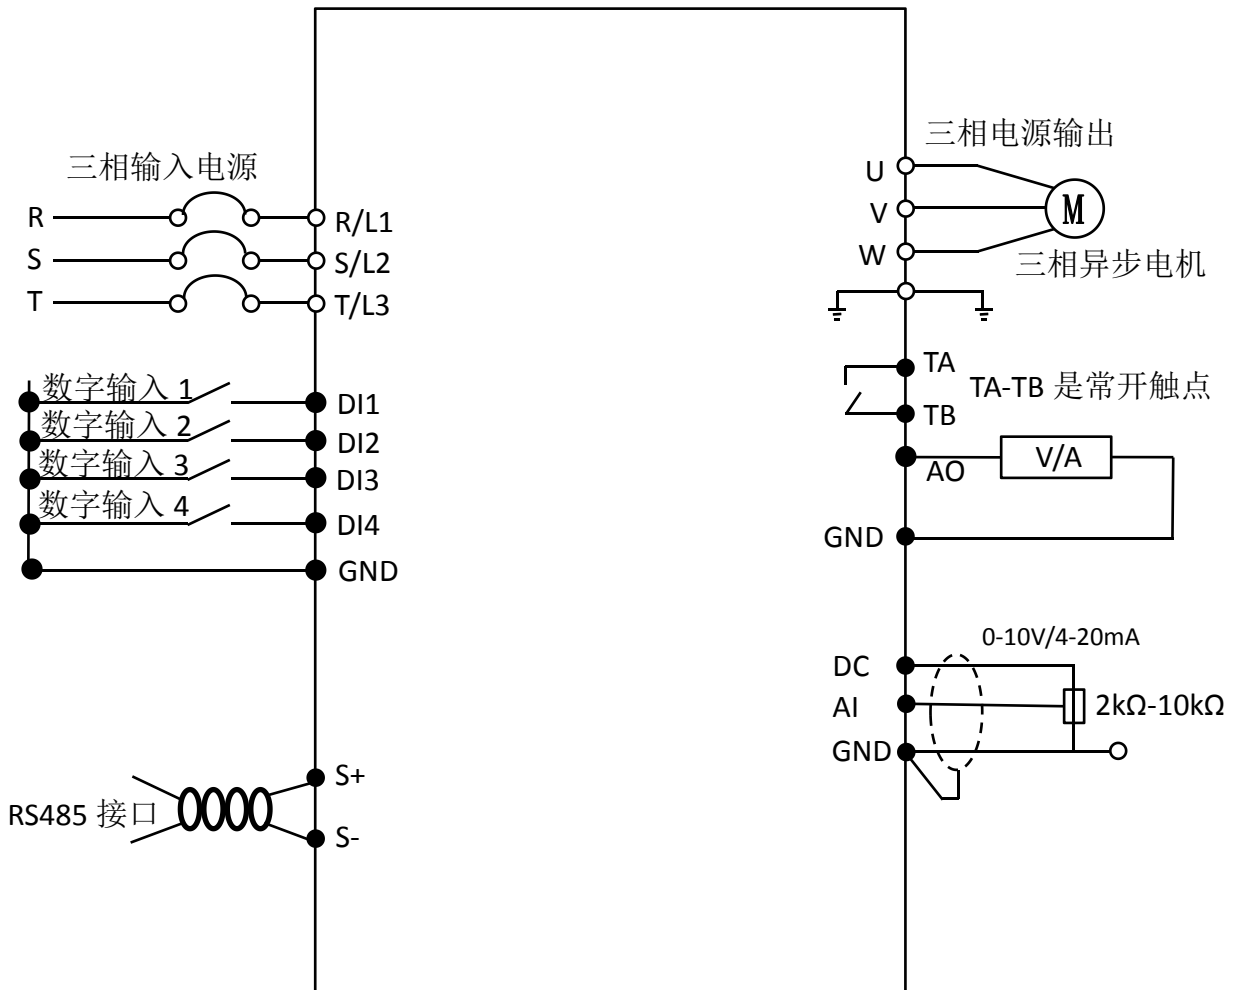 三相输入电源
R
R/L1
S
S/L2
T
T/L3
数字输入 1
DI1
数字输入 2
DI2
数字输入 3
DI3
数字输入 4
DI4
GND
S+
RS485 接口
S-
三相电源输出
U
V
M
W
三相异步电机
TA
TA-TB 是常开触点
TB
AO
V/A
GND
0-10V/4-20mA
DC
AI
2kΩ-10kΩ
GND